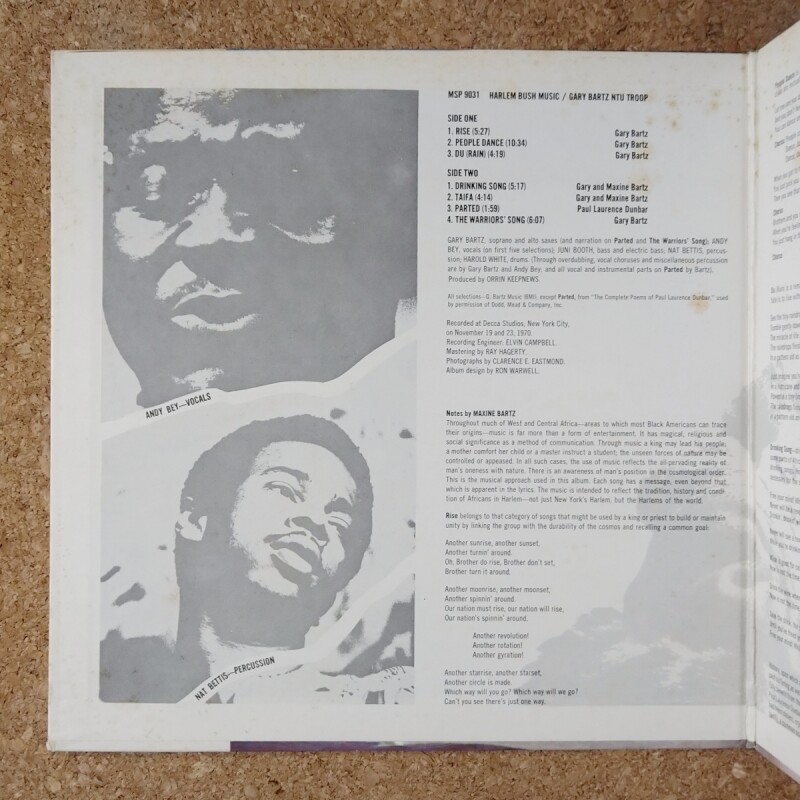 MSP 9031 HARLEM BUSH MUSIC / GARY BARTZ NTU TROOP
SIDE ONE
1. RISE (5:27) Gary Bartz
2. PEOPLE DANCE (10:34) Gary Bartz
3. DU (RAIN) (4:19) Gary Bartz
SIDE TWO
1. DRINKING SONG (5:17) Gary and Maxine Bartz
2. TAIFA (4:14) Gary and Maxine Bartz
3. PARTED (1:59) Paul Laurence Dunbar
4. THE WARRIORS' SONG (6:07) Gary Bartz
GARY BARTZ, soprano and alto saxes (and narration on Parted and The Warriors' Song); ANDY
BEY, vocals (on first five selections), JUNI BOOTH, bass and electric bass; NAT BETTIS, percus-
sion; HAROLD WHITE, drums. (Through overdubbing, vocal choruses and miscellaneous percussion
are by Gary Bartz and Andy Bey; and all vocal and instrumental parts on Parted by Bartz).
Produced by ORRIN KEEPNEWS.
All selections—G. Bartz Music (BMI); except Parted, from "The Complete Poems of Paul Laurence Dunbar," used
by permission of Dodd, Mead & Company, Inc.
Recorded at Decca Studios, New York City,
on November 19 and 23, 1970.
Recording Engineer: ELVIN CAMPBELL.
Mastering by RAY HAGERTY.
Photographs by CLARENCE E. EASTMOND.
Album design by RON WARWELL.
ANDY BEY—VOCALS
NAT BETTIS—PERCUSSION
Notes by MAXINE BARTZ
Throughout much of West and Central Africa—areas to which most Black Americans can trace
their origins—music is far more than a form of entertainment. It has magical, religious and
social significance as a method of communication. Through music a king may lead his people;
a mother comfort her child or a master instruct a student; the unseen forces of nature may be
controlled or appeased. In all such cases, the use of music reflects the all-pervading reality of
man's oneness with nature. There is an awareness of man's position in the cosmological order.
This is the musical approach used in this album. Each song has a message, even beyond that
which is apparent in the lyrics. The music is intended to reflect the tradition, history and condi-
tion of Africans in Harlem—not just New York's Harlem, but the Harlems of the world.
Rise belongs to that category of songs that might be used by a king or priest to build or maintain
unity by linking the group with the durability of the cosmos and recalling a common goal:
Another sunrise, another sunset,
Another turnin' around.
Oh, Brother do rise, Brother don't set,
Brother turn it around.
Another moonrise, another moonset;
Another spinnin' around.
Our nation must rise, our nation will rise,
Our nation's spinnin' around.
Another revolution!
Another rotation!
Another gyration!
Another starrise, another starset,
Another circle is made.
Which way will you go? Which way will we go?
Can't you see there's just one way.